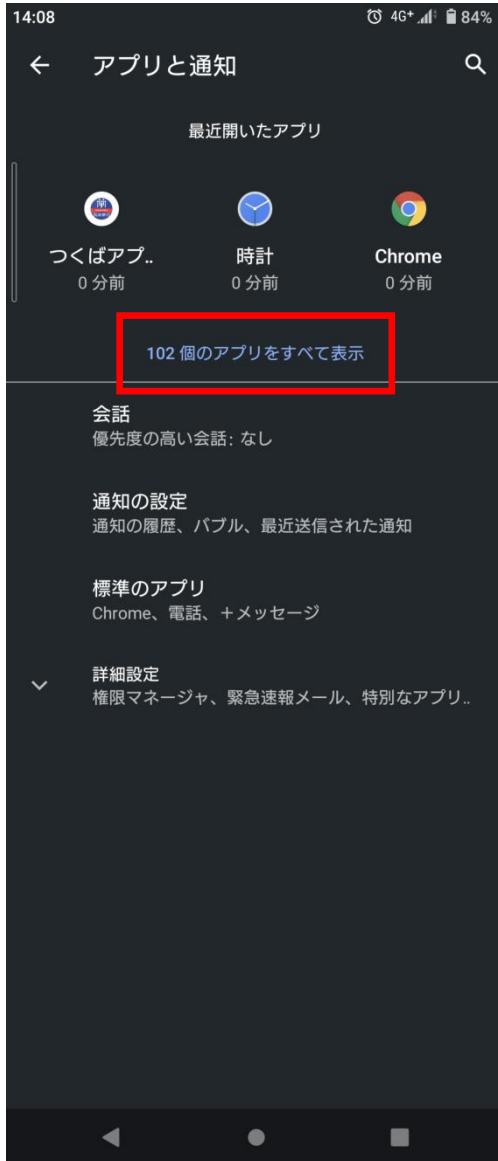 14:08 4G+ 84%
アプリと通知
最近開いたアプリ
つくばアプ.. 時計 Chrome
0 分前 0 分前 0 分前
102 個のアプリをすべて表示
会話
優先度の高い会話: なし
通知の設定
通知の履歴、バブル、最近送信された通知
標準のアプリ
Chrome、電話、+メッセージ
詳細設定
権限マネージャ、緊急速報メール、特別なアプリ..